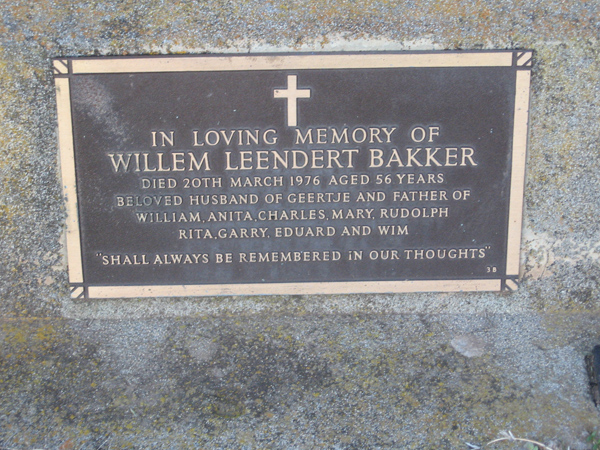 IN LOVING MEMORY OF
WILLEM LEENDERT BAKKER
DIED 20TH MARCH 1976 AGED 56 YEARS
BELOVED HUSBAND OF GEERTJE AND FATHER OF
WILLIAM, ANITA, CHARLES, MARY, RUDOLPH
RITA, GARRY, EDUARD AND WIM
"SHALL ALWAYS BE REMEMBERED IN OUR THOUGHTS"
3 B